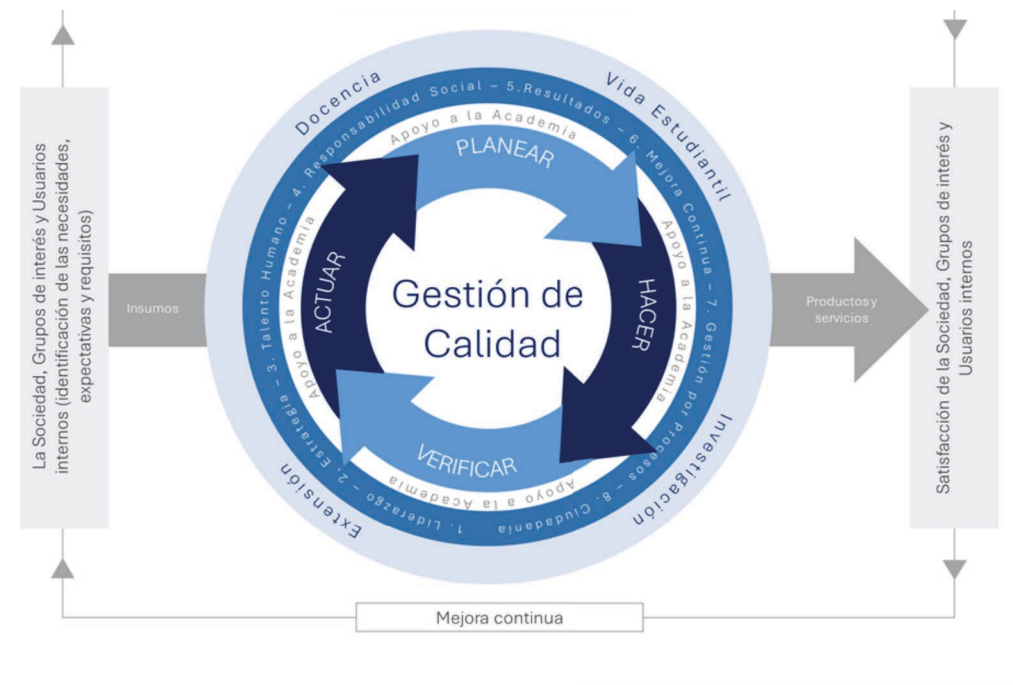 La Sociedad, Grupos de interés y Usuarios
internos (identificación de las necesidades,
expectativas y requisitos)
Insumos
Docencia
Vida Estudiantil
Investigación
Extensión
1. Liderazgo – 2. Estrategia – 3. Talento Humano – 4. Responsabilidad Social – 5.Resultados – 6. Mejora Continua – 7. Gestión por Procesos – 8. Ciudadanía
Apoyo a la Academia
Apoyo a la Academia
Apoyo a la Academia
Apoyo a la Academia
PLANEAR
HACER
VERIFICAR
ACTUAR
Gestión de
Calidad
Productos y
servicios
Satisfacción de la Sociedad, Grupos de interés y
Usuarios internos
Mejora continua